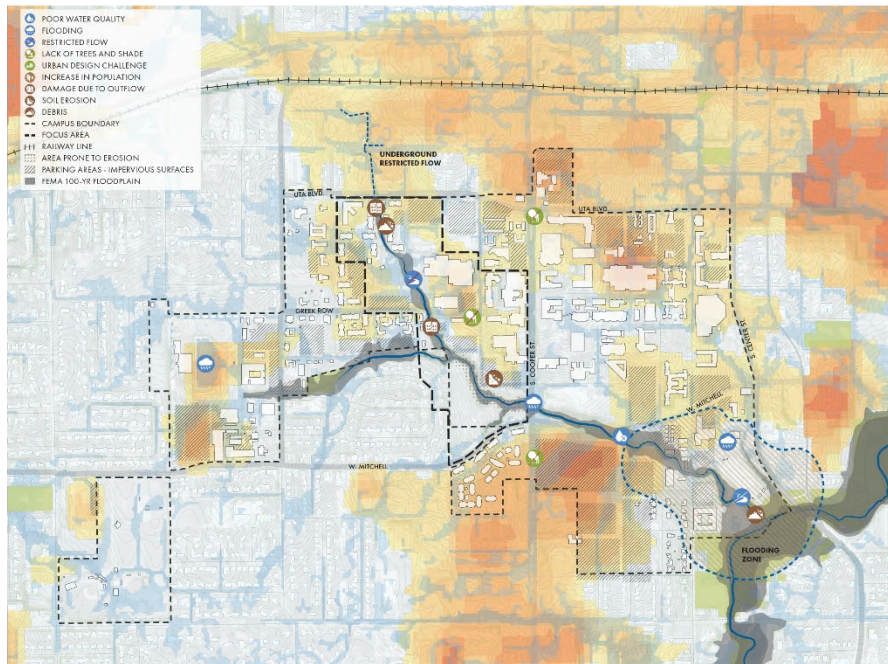 POOR WATER QUALITY
FLOODING
RESTRICTED FLOW
LACK OF TREES AND SHADE
URBAN DESIGN CHALLENGE
INCREASE IN POPULATION
DAMAGE DUE TO OUTFLOW
SOIL EROSION
DEBRIS
CAMPUS BOUNDARY
FOCUS AREA
RAILWAY LINE
AREA PRONE TO EROSION
PARKING AREAS - IMPERVIOUS SURFACES
FEMA 100-YR FLOODPLAIN
UNDERGROUND
RESTRICTED FLOW
UTA BLVD.
UTA BLVD.
GREEK ROW
S. COOPER ST.
S. CENTER ST.
W. MITCHELL
W. MITCHELL
FLOODING
ZONE